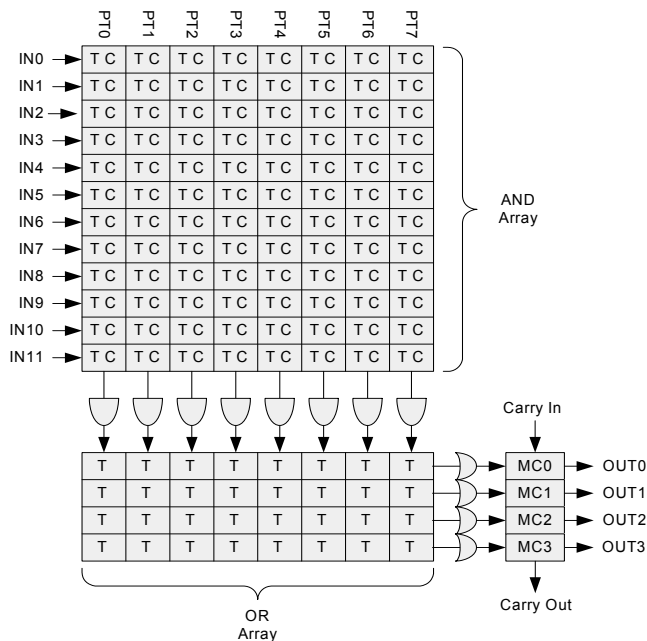 PT0 PT1 PT2 PT3 PT4 PT5 PT6 PT7
IN0 T C T C T C T C T C T C T C T C
IN1 T C T C T C T C T C T C T C T C
IN2 T C T C T C T C T C T C T C T C
IN3 T C T C T C T C T C T C T C T C
IN4 T C T C T C T C T C T C T C T C
IN5 T C T C T C T C T C T C T C T C
IN6 T C T C T C T C T C T C T C T C
IN7 T C T C T C T C T C T C T C T C
IN8 T C T C T C T C T C T C T C T C
IN9 T C T C T C T C T C T C T C T C
IN10 T C T C T C T C T C T C T C T C
IN11 T C T C T C T C T C T C T C T C
AND
Array
Carry In
T T T T T T T T MC0 OUT0
T T T T T T T T MC1 OUT1
T T T T T T T T MC2 OUT2
T T T T T T T T MC3 OUT3
Carry Out
OR
Array